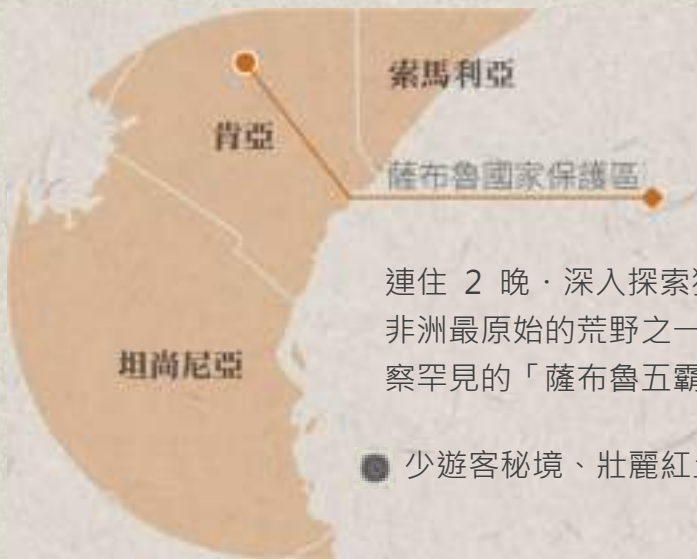 索馬利亞
肯亞
薩布魯國家保護區
坦尚尼亞
連住 2 晚·深入探索
非洲最原始的荒野之一
察罕見的「薩布魯五霸
● 少遊客秘境、壯麗紅